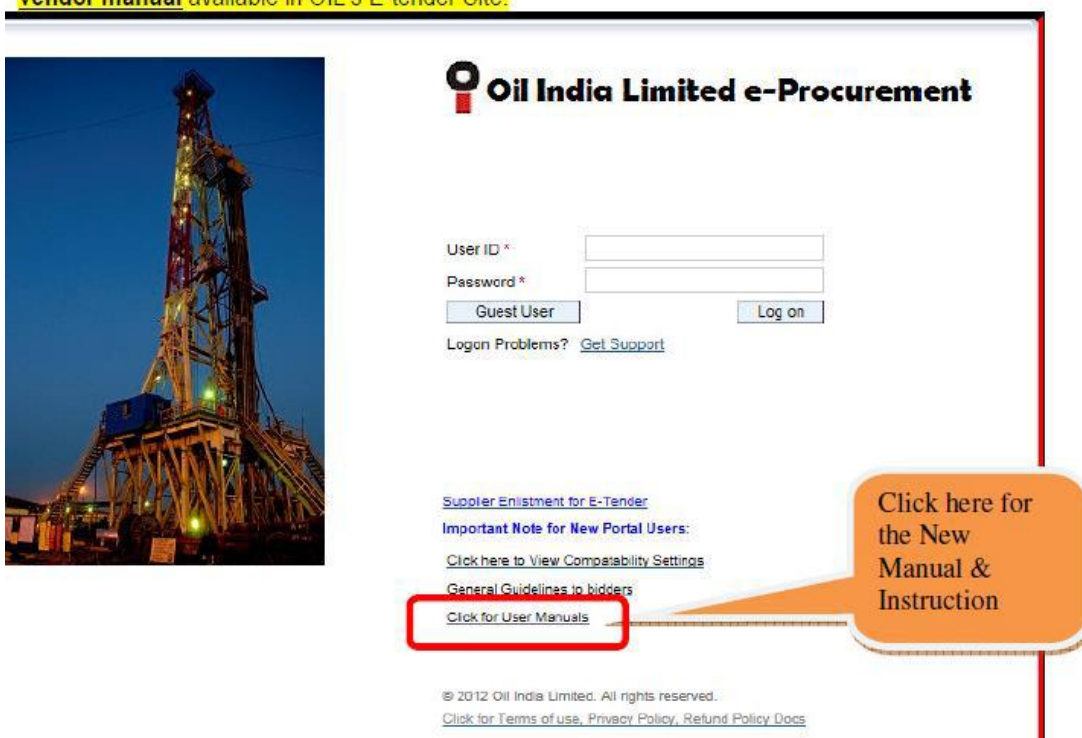 vendor manual available in OIL's E-tender Site.
Oil India Limited e-Procurement
User ID *
Password *
Guest User Log on
Logon Problems? Get Support
Supplier Enlistment for E-Tender
Important Note for New Portal Users:
Click here to View Compatability Settings
General Guidelines to bidders
Click for User Manuals
Click here for
the New
Manual &
Instruction
© 2012 Oil India Limited. All rights reserved.
Click for Terms of use, Privacy Policy, Refund Policy Docs